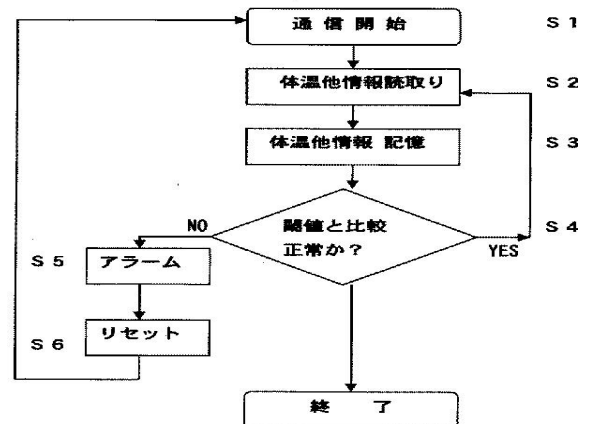 通信開始 S1
体温他情報読取り S2
体温他情報 記憶 S3
閾値と比較 S4
正常か?
NO
YES
S5 アラーム
S6 リセット
終了